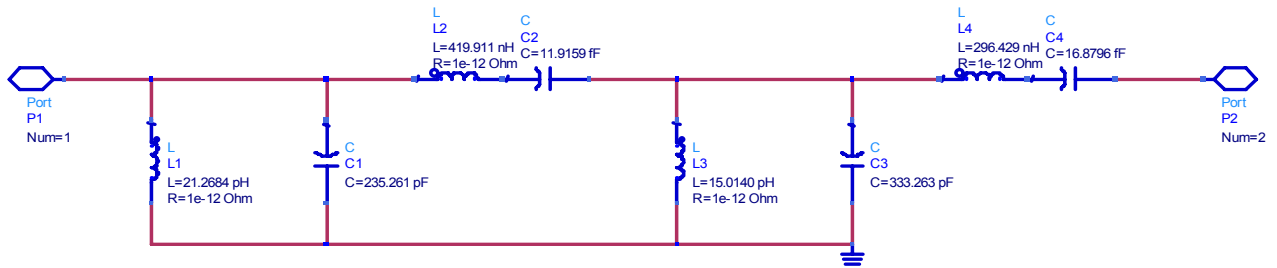 L
L2
L=419.911 nH
R=1e-12 Ohm
C
C2
C=11.9159 fF
L
L4
L=296.429 nH
R=1e-12 Ohm
C
C4
C=16.8796 fF
Port
P1
Num=1
L
L1
L=21.2684 pH
R=1e-12 Ohm
C
C1
C=235.261 pF
L
L3
L=15.0140 pH
R=1e-12 Ohm
C
C3
C=333.263 pF
Port
P2
Num=2